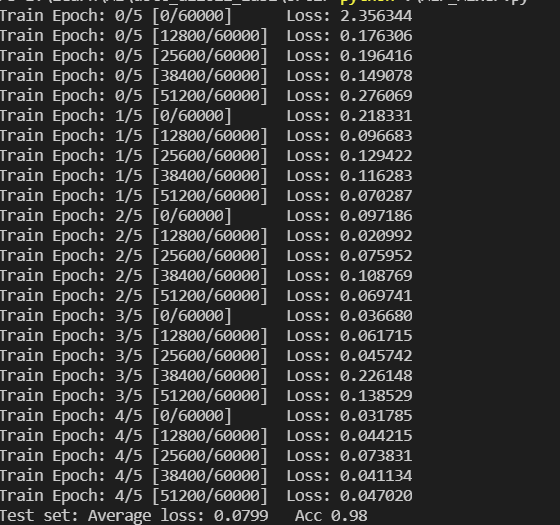 Train Epoch: 0/5 [0/60000]      Loss: 2.356344
Train Epoch: 0/5 [12800/60000]  Loss: 0.176306
Train Epoch: 0/5 [25600/60000]  Loss: 0.196416
Train Epoch: 0/5 [38400/60000]  Loss: 0.149078
Train Epoch: 0/5 [51200/60000]  Loss: 0.276069
Train Epoch: 1/5 [0/60000]      Loss: 0.218331
Train Epoch: 1/5 [12800/60000]  Loss: 0.096683
Train Epoch: 1/5 [25600/60000]  Loss: 0.129422
Train Epoch: 1/5 [38400/60000]  Loss: 0.116283
Train Epoch: 1/5 [51200/60000]  Loss: 0.070287
Train Epoch: 2/5 [0/60000]      Loss: 0.097186
Train Epoch: 2/5 [12800/60000]  Loss: 0.020992
Train Epoch: 2/5 [25600/60000]  Loss: 0.075952
Train Epoch: 2/5 [38400/60000]  Loss: 0.108769
Train Epoch: 2/5 [51200/60000]  Loss: 0.069741
Train Epoch: 3/5 [0/60000]      Loss: 0.036680
Train Epoch: 3/5 [12800/60000]  Loss: 0.061715
Train Epoch: 3/5 [25600/60000]  Loss: 0.045742
Train Epoch: 3/5 [38400/60000]  Loss: 0.226148
Train Epoch: 3/5 [51200/60000]  Loss: 0.138529
Train Epoch: 4/5 [0/60000]      Loss: 0.031785
Train Epoch: 4/5 [12800/60000]  Loss: 0.044215
Train Epoch: 4/5 [25600/60000]  Loss: 0.073831
Train Epoch: 4/5 [38400/60000]  Loss: 0.041134
Train Epoch: 4/5 [51200/60000]  Loss: 0.047020
Test set: Average loss: 0.0799   Acc 0.98